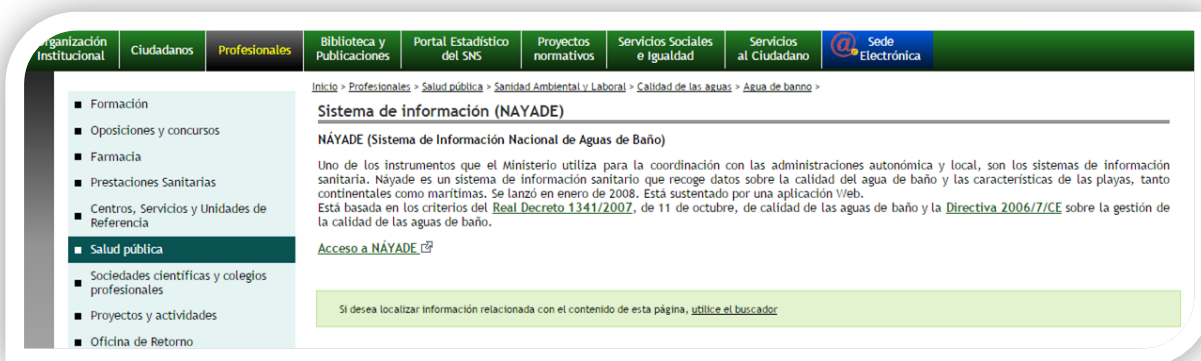 Organización
Institucional
Ciudadanos
Profesionales
Biblioteca y
Publicaciones
Portal Estadístico
del SNS
Proyectos
normativos
Servicios Sociales
e Igualdad
Servicios
al Ciudadano
@ Sede
Electrónica
Inicio > Profesionales > Salud pública > Sanidad Ambiental y Laboral > Calidad de las aguas > Agua de banno >
Formación
Oposiciones y concursos
Farmacia
Prestaciones Sanitarias
Centros, Servicios y Unidades de
Referencia
Salud pública
Sociedades científicas y colegios
profesionales
Proyectos y actividades
Oficina de Retorno
Sistema de información (NAYADE)
NÁYADE (Sistema de Información Nacional de Aguas de Baño)
Uno de los instrumentos que el Ministerio utiliza para la coordinación con las administraciones autonómica y local, son los sistemas de información
sanitaria. Náyade es un sistema de información sanitario que recoge datos sobre la calidad del agua de baño y las características de las playas, tanto
continentales como marítimas. Se lanzó en enero de 2008. Está sustentado por una aplicación Web.
Está basada en los criterios del Real Decreto 1341/2007, de 11 de octubre, de calidad de las aguas de baño y la Directiva 2006/7/CE sobre la gestión de
la calidad de las aguas de baño.
Acceso a NÁYADE
Si desea localizar información relacionada con el contenido de esta página, utilice el buscador